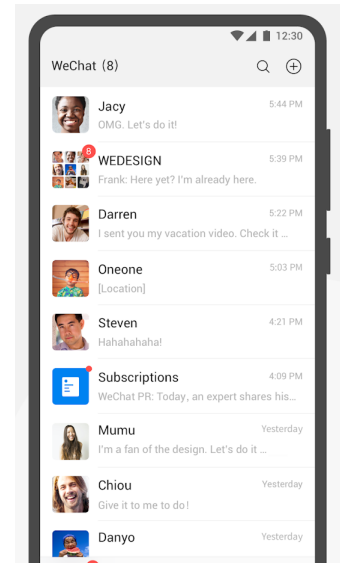 12:30
WeChat (8)
Jacy 5:44 PM
OMG. Let's do it!
8
WEDESIGN 5:39 PM
Frank: Here yet? I'm already here.
Darren 5:22 PM
I sent you my vacation video. Check it …
Oneone 5:03 PM
[Location]
Steven 4:21 PM
Hahahahaha!
Subscriptions 4:09 PM
WeChat PR: Today, an expert shares his…
Mumu Yesterday
I'm a fan of the design. Let's do it …
Chiou Yesterday
Give it to me to do!
Danyo Yesterday